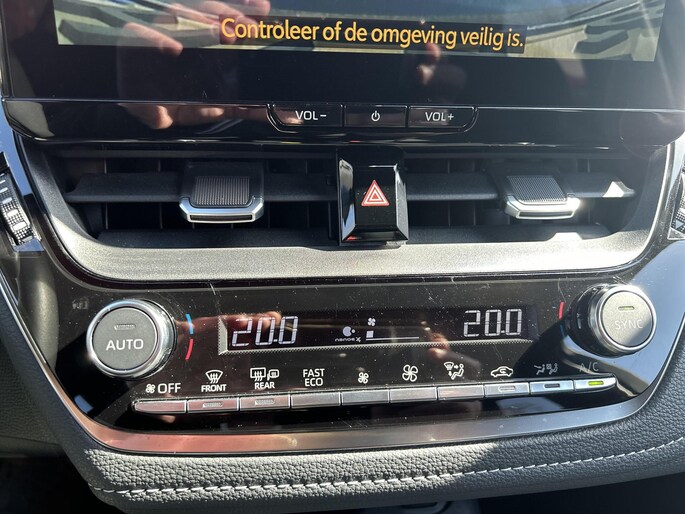 Controleer of de omgeving veilig is.
VOL- VOL+
20.0 nanoe X 20.0
AUTO SYNC
OFF FRONT REAR FAST ECO A/C